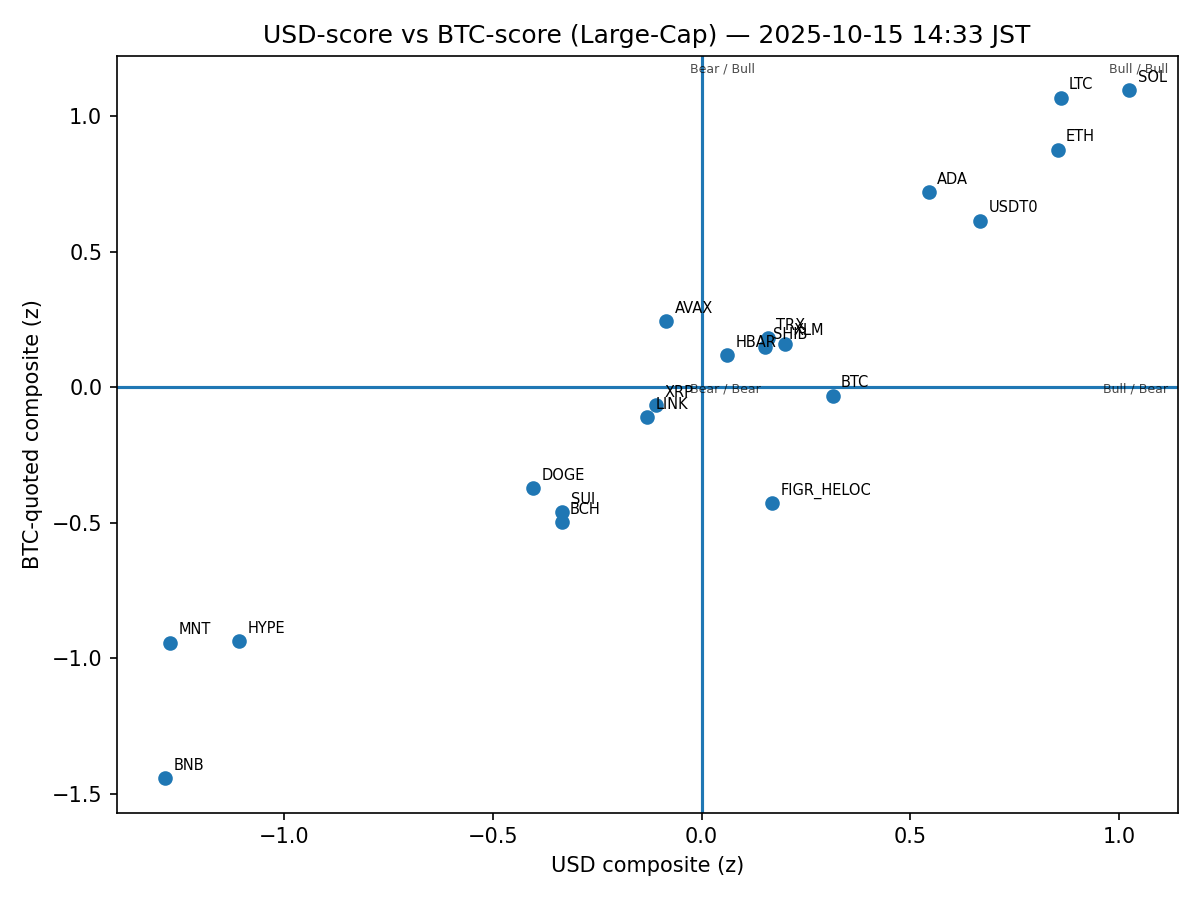 USD-score vs BTC-score (Large-Cap) — 2025-10-15 14:33 JST
Bear / Bull
Bull / Bull
SOL
LTC
ETH
ADA
USDT0
AVAX
TRX
XLM
SHIB
HBAR
BTC
XRP
Bear / Bear
Bull / Bear
LINK
DOGE
SUI
BCH
FIGR_HELOC
MNT
HYPE
BNB
1.0
0.5
0.0
−0.5
−1.0
−1.5
BTC-quoted composite (z)
−1.0
−0.5
0.0
0.5
1.0
USD composite (z)